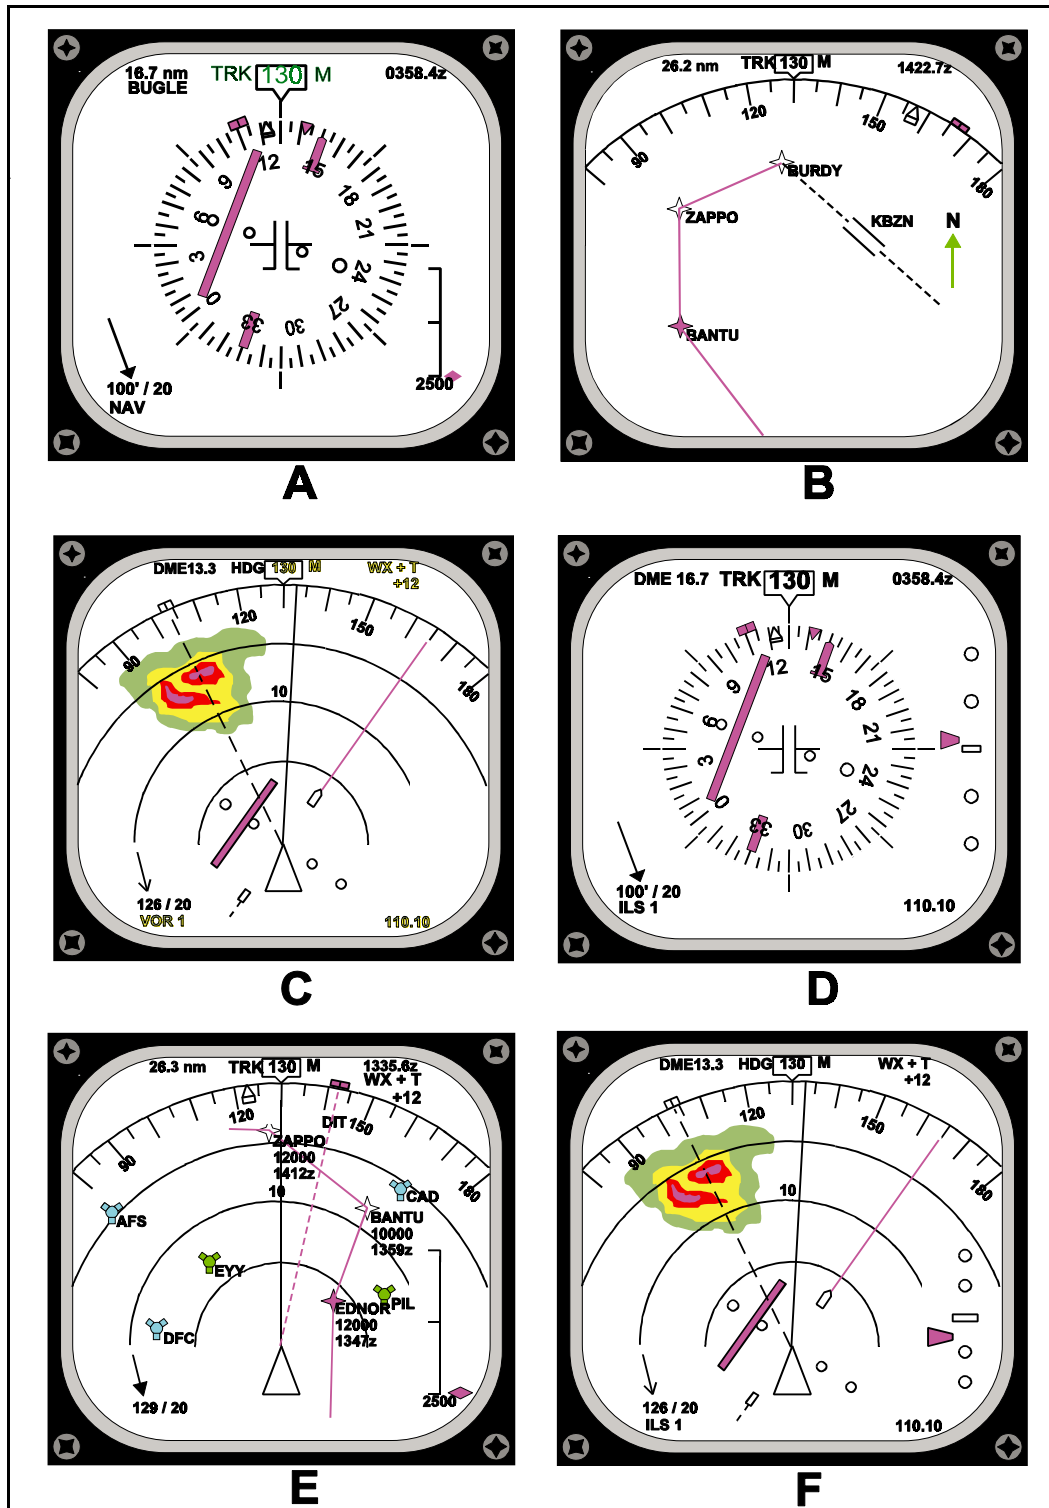 16.7 nm TRK 130 M 0358.4z
BUGLE
12
15
9
18
6
21
3
24
0
27
33
30
100' / 20
NAV
2500
A
26.2 nm TRK 130 M 1422.7z
120
150
90
180
BURDY
ZAPPO
KBZN
N
BANTU
B
DME13.3 HDG 130 M WX + T
+12
120
150
90
180
10
126 / 20
VOR 1
110.10
C
DME 16.7 TRK 130 M 0358.4z
12
15
9
18
6
21
3
24
0
27
33
30
100' / 20
ILS 1
110.10
D
26.3 nm TRK 130 M 1335.6z
WX + T
+12
120
DIT 150
ZAPPO
12000
1412z
90
180
10
CAD
AFS
BANTU
10000
1359z
EYY
PIL
EDNOR
12000
1347z
DFC
129 / 20
2500
E
DME13.3 HDG 130 M WX + T
+12
120
150
90
180
10
126 / 20
ILS 1
110.10
F